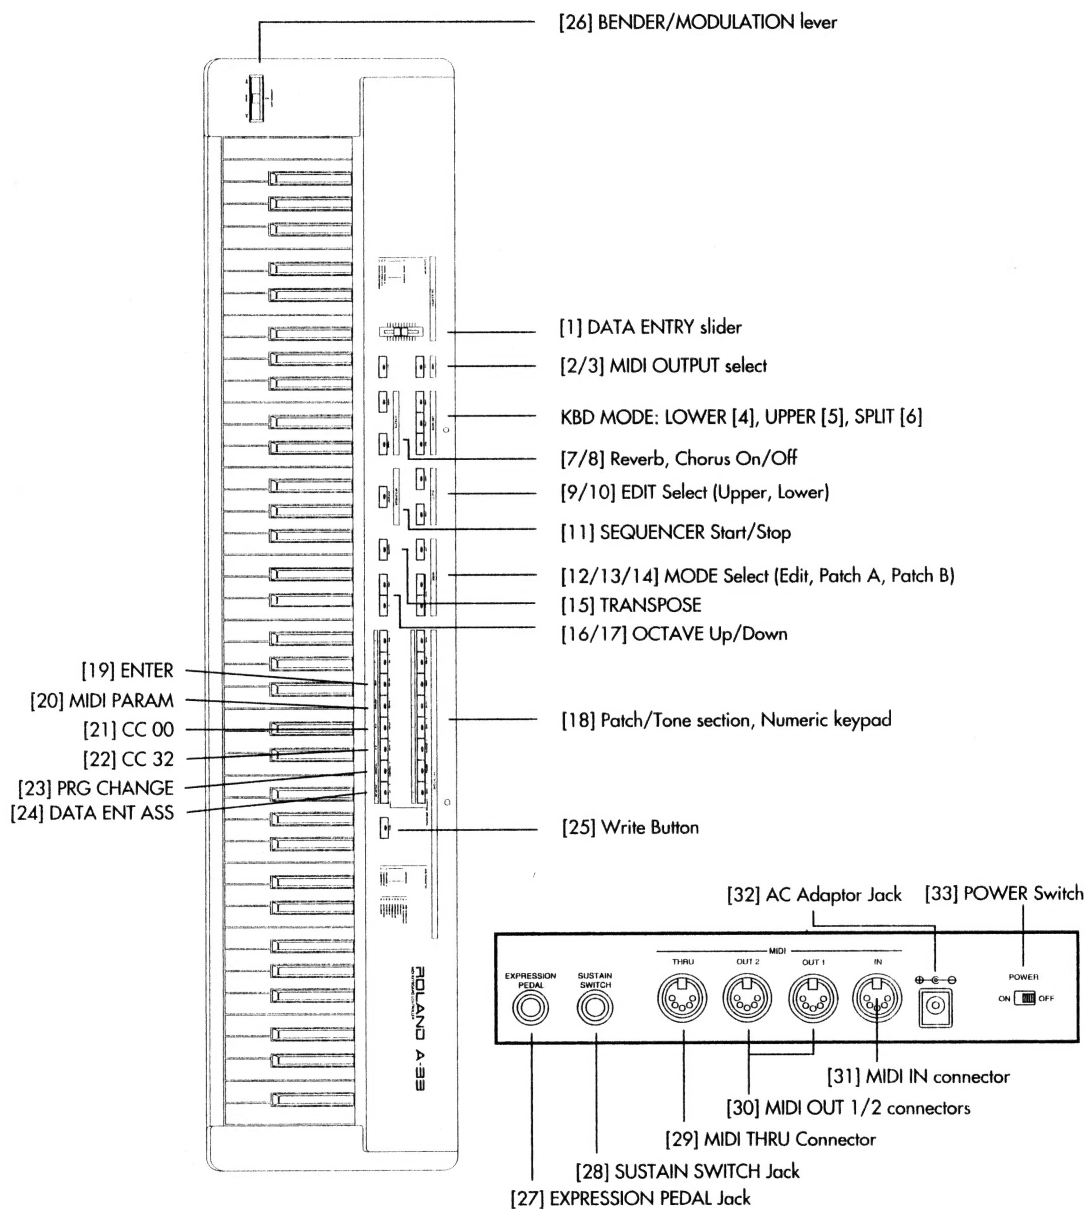 [26] BENDER/MODULATION lever
[1] DATA ENTRY slider
[2/3] MIDI OUTPUT select
KBD MODE: LOWER [4], UPPER [5], SPLIT [6]
[7/8] Reverb, Chorus On/Off
[9/10] EDIT Select (Upper, Lower)
[11] SEQUENCER Start/Stop
[12/13/14] MODE Select (Edit, Patch A, Patch B)
[15] TRANSPOSE
[16/17] OCTAVE Up/Down
[19] ENTER
[20] MIDI PARAM
[21] CC 00
[22] CC 32
[23] PRG CHANGE
[24] DATA ENT ASS
[18] Patch/Tone section, Numeric keypad
[25] Write Button
ROLAND A-33
[32] AC Adaptor Jack
[33] POWER Switch
MIDI
THRU
OUT 2
OUT 1
IN
EXPRESSION
PEDAL
SUSTAIN
SWITCH
POWER
ON
OFF
[31] MIDI IN connector
[30] MIDI OUT 1/2 connectors
[29] MIDI THRU Connector
[28] SUSTAIN SWITCH Jack
[27] EXPRESSION PEDAL Jack